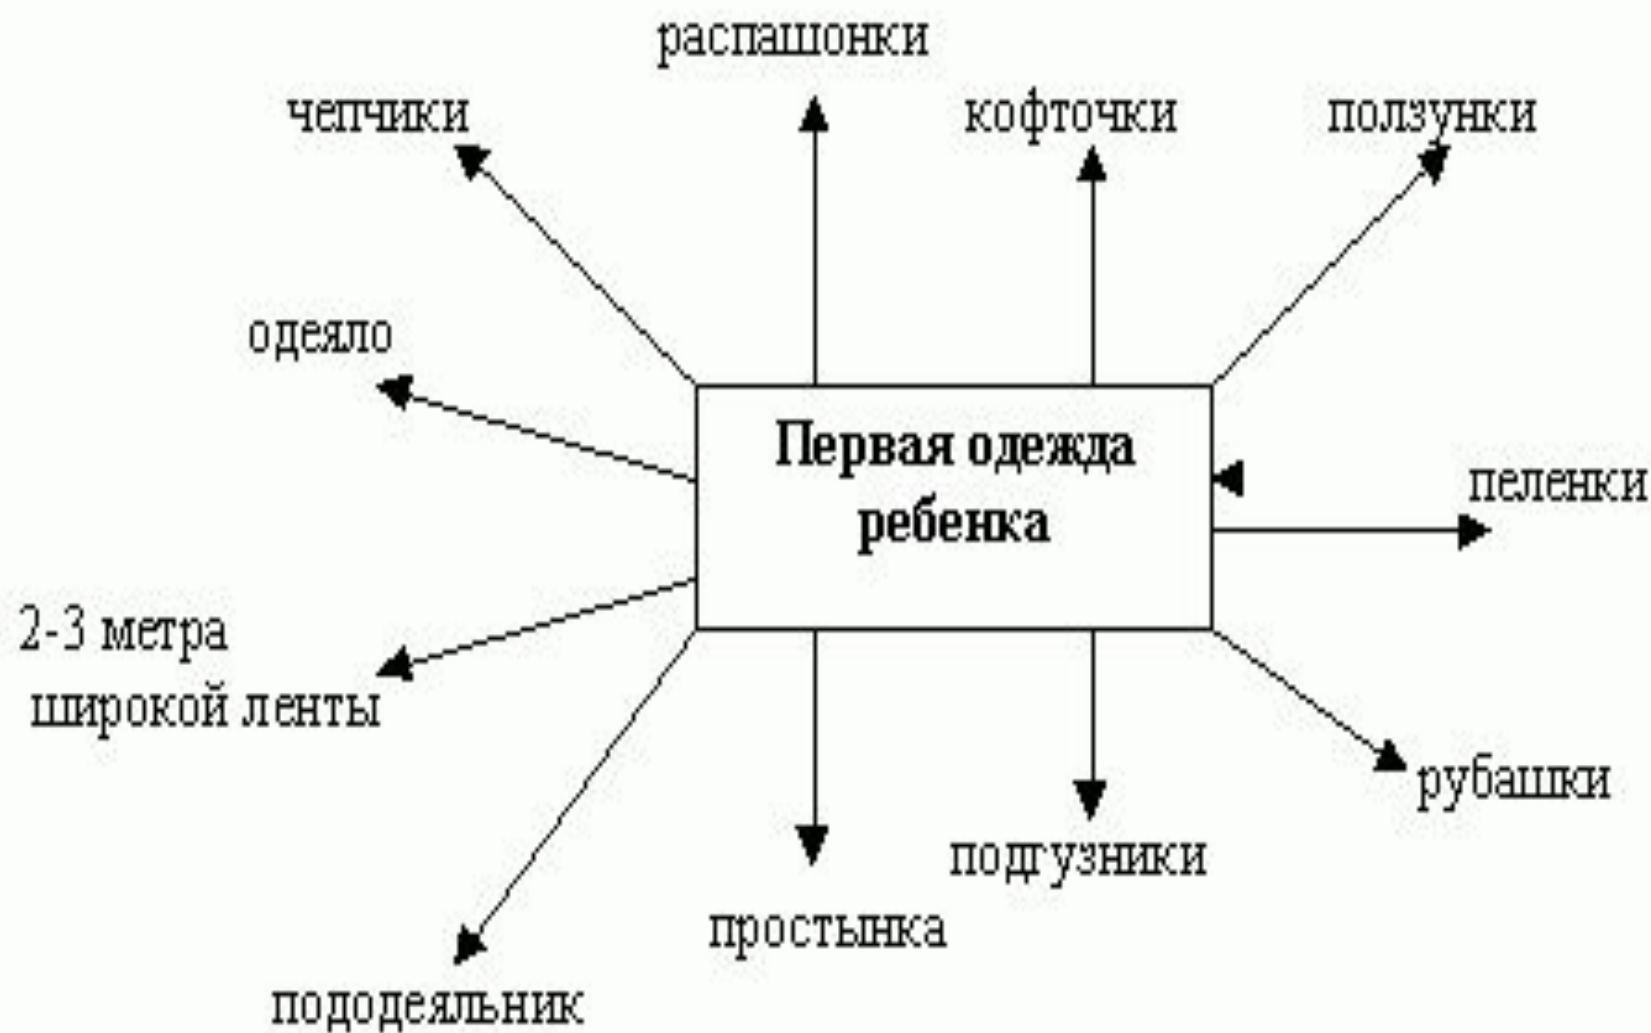 распашонки
чепчики
кофточки
ползунки
одеяло
Первая одежда
ребенка
пеленки
2-3 метра
широкой ленты
рубашки
подгузники
простынка
пододеяльник